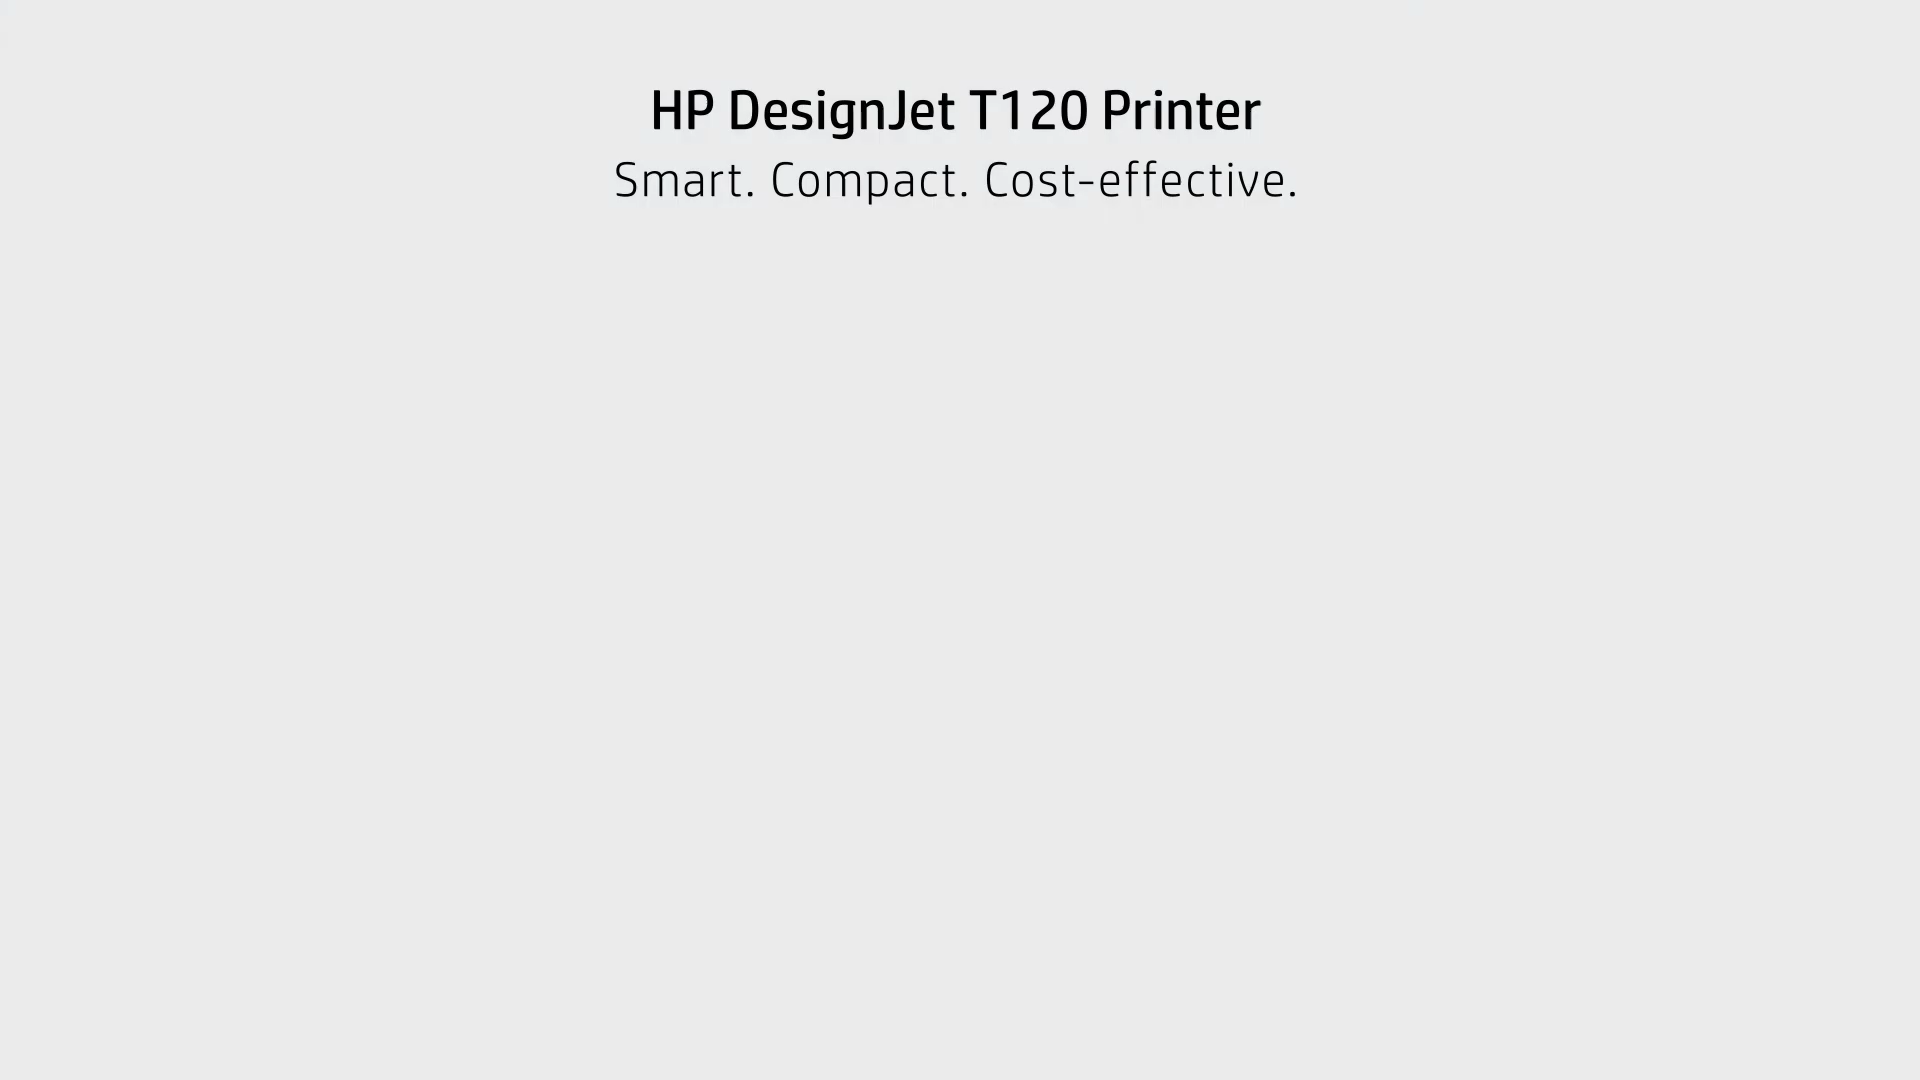 HP DesignJet T120 Printer
Smart. Compact. Cost-effective.